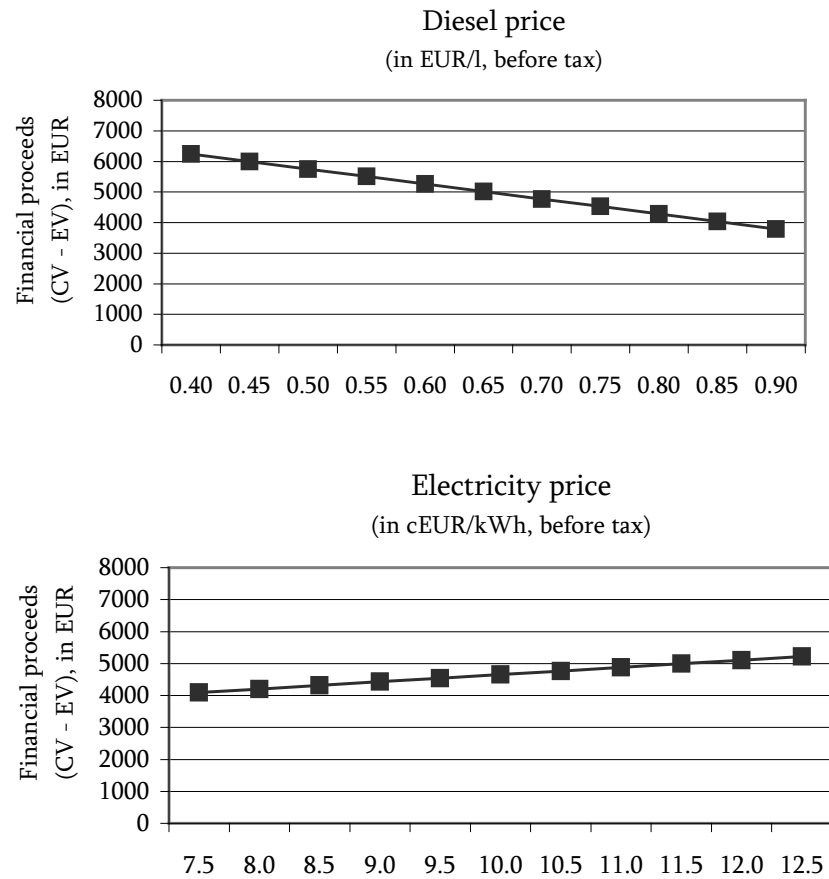 Diesel price
(in EUR/l, before tax)
Financial proceeds
(CV - EV), in EUR
8000
7000
6000
5000
4000
3000
2000
1000
0
0.40 0.45 0.50 0.55 0.60 0.65 0.70 0.75 0.80 0.85 0.90
Electricity price
(in cEUR/kWh, before tax)
Financial proceeds
(CV - EV), in EUR
8000
7000
6000
5000
4000
3000
2000
1000
0
7.5 8.0 8.5 9.0 9.5 10.0 10.5 11.0 11.5 12.0 12.5